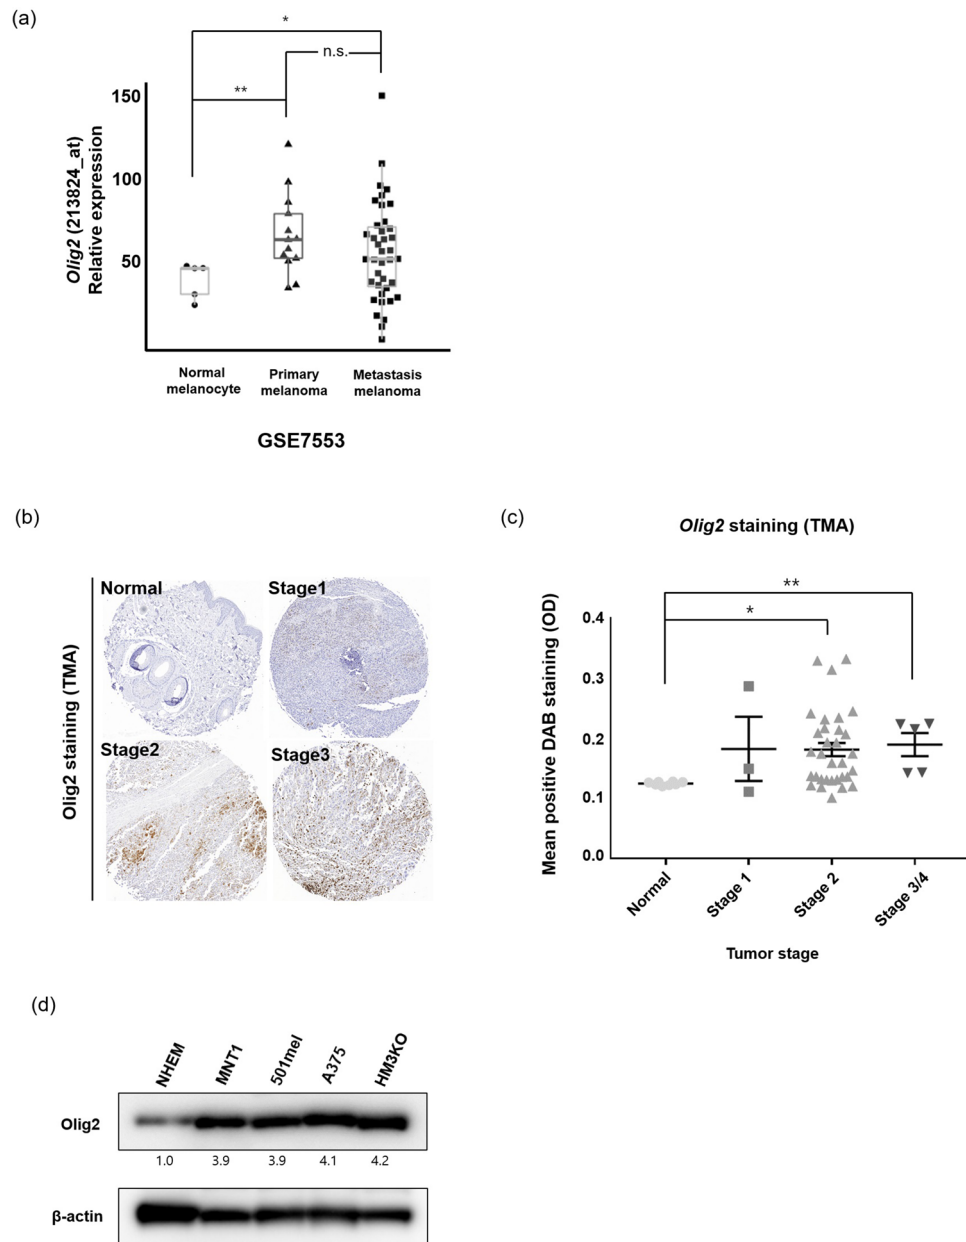 (a)
*
n.s.
**
150
100
50
Olig2 (213824_at)
Relative expression
Normal
melanocyte
Primary
melanoma
Metastasis
melanoma
GSE7553
(b)
Olig2 staining (TMA)
Normal
Stage1
Stage2
Stage3
(c)
Olig2 staining (TMA)
**
*
0.4
0.3
0.2
0.1
0.0
Mean positive DAB staining (OD)
Normal
Stage 1
Stage 2
Stage 3/4
Tumor stage
(d)
NHEM
MNT1
501mel
A375
HM3KO
Olig2
1.0 3.9 3.9 4.1 4.2
β-actin